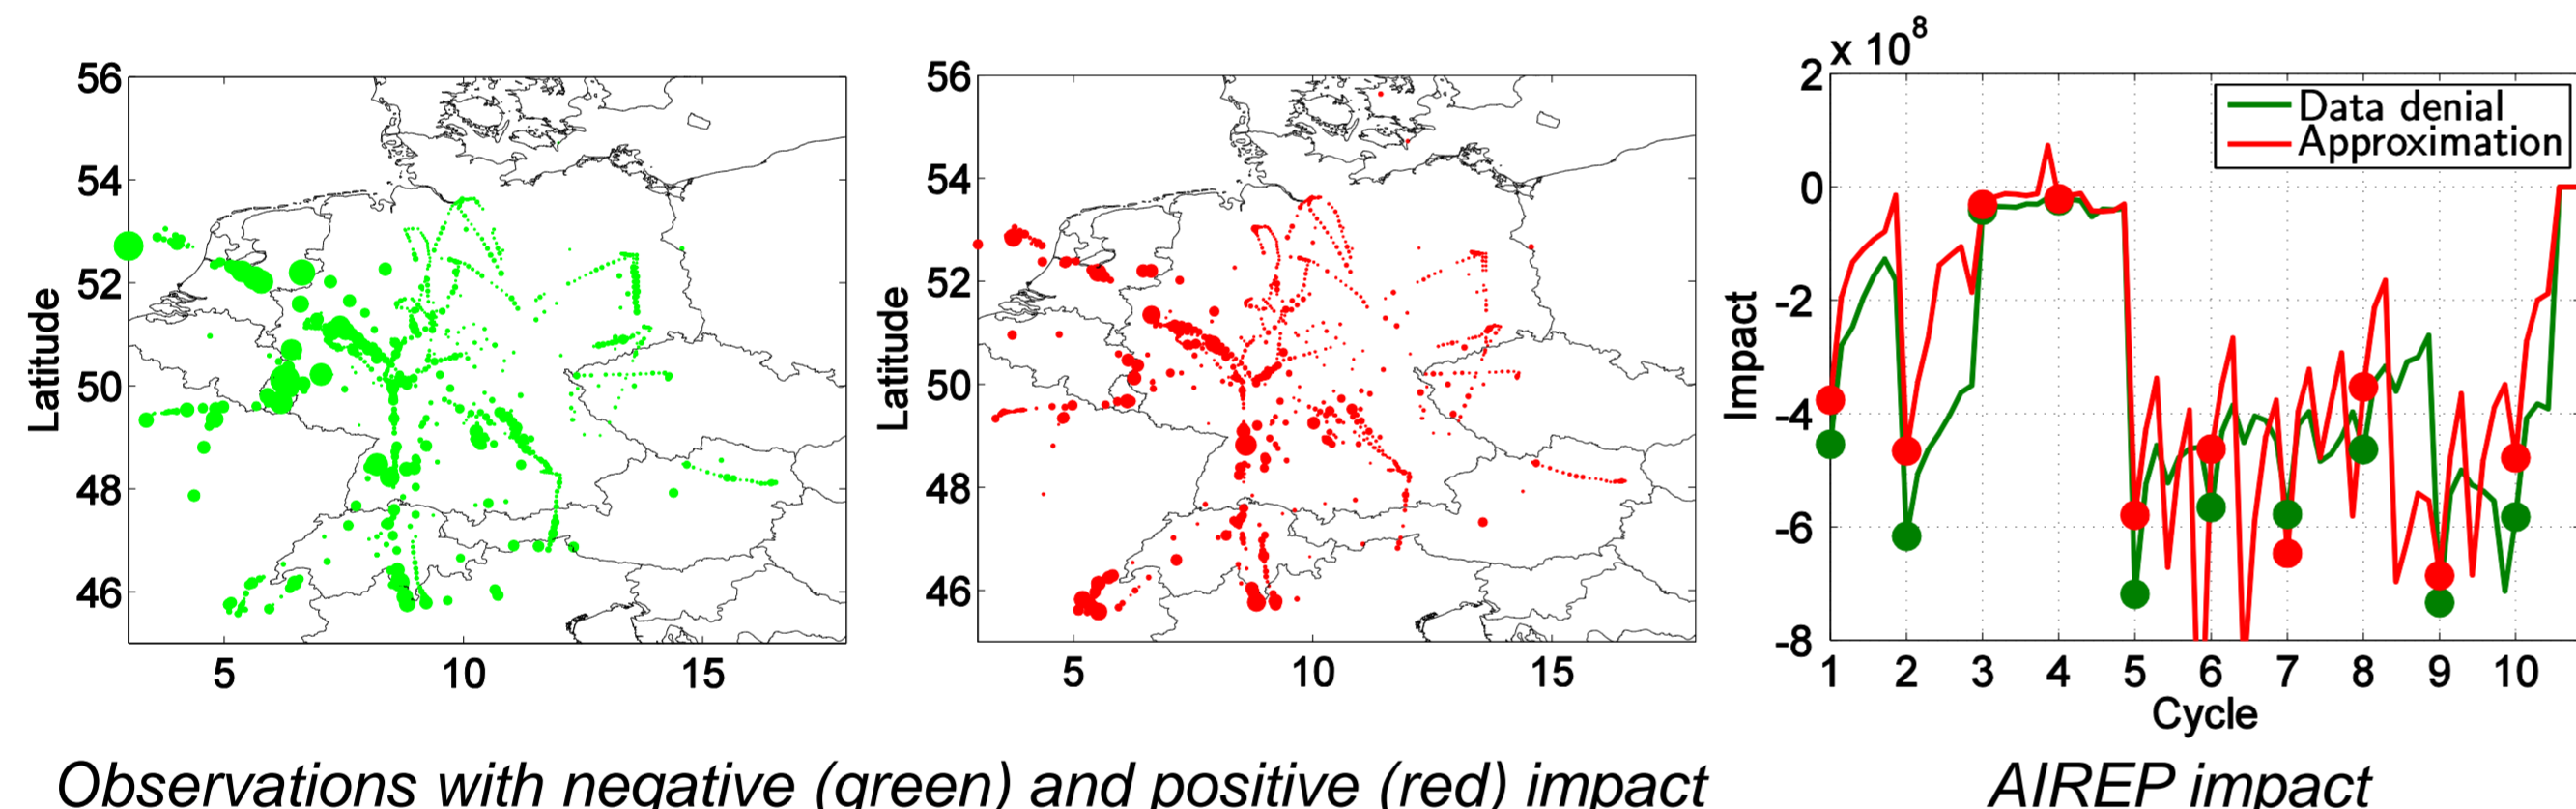 56
54
52
50
48
46
Latitude
5 10 15
56
54
52
50
48
46
Latitude
5 10 15
x 10^8
2
0
-2
-4
-6
-8
Impact
Data denial
Approximation
1 2 3 4 5 6 7 8 9 10
Cycle
Observations with negative (green) and positive (red) impact
AIREP impact